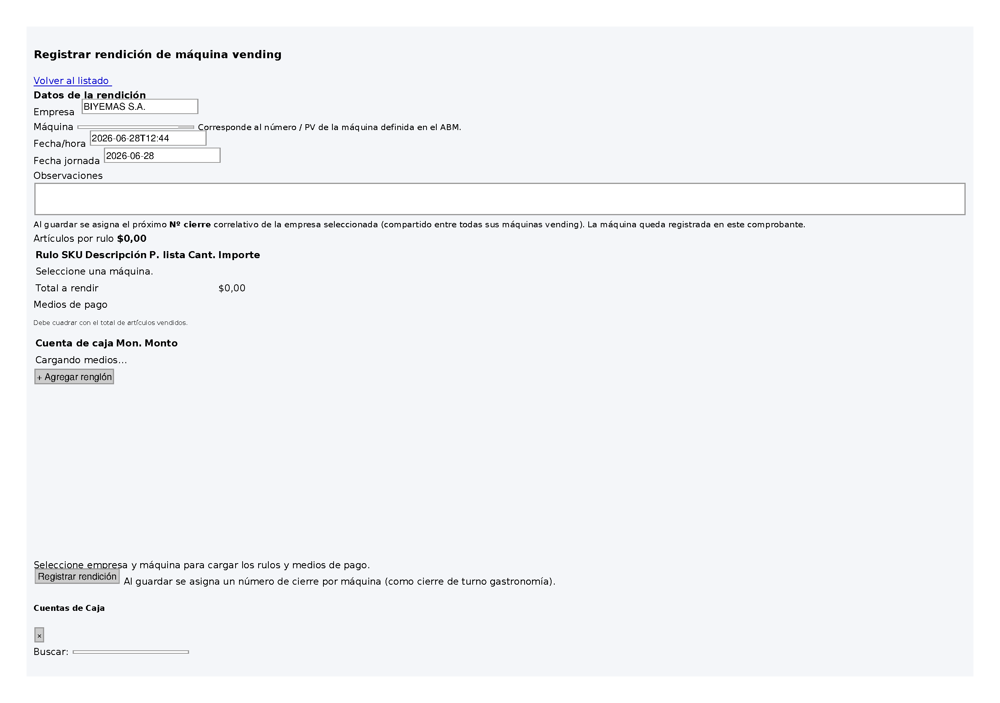 Registrar rendición de máquina vending
Volver al listado
Datos de la rendición
Empresa BIYEMAS S.A.
Máquina Corresponde al número / PV de la máquina definida en el ABM.
Fecha/hora 2026-06-28T12:44
Fecha jornada 2026-06-28
Observaciones
Al guardar se asigna el próximo Nº cierre correlativo de la empresa seleccionada (compartido entre todas sus máquinas vending). La máquina queda registrada en este comprobante.
Artículos por rulo $0,00
Rulo SKU Descripción P. lista Cant. Importe
Seleccione una máquina.
Total a rendir $0,00
Medios de pago
Debe cuadrar con el total de artículos vendidos.
Cuenta de caja Mon. Monto
Cargando medios...
+ Agregar renglón
Seleccione empresa y máquina para cargar los rulos y medios de pago.
Registrar rendición Al guardar se asigna un número de cierre por máquina (como cierre de turno gastronomía).
Cuentas de Caja
×
Buscar: